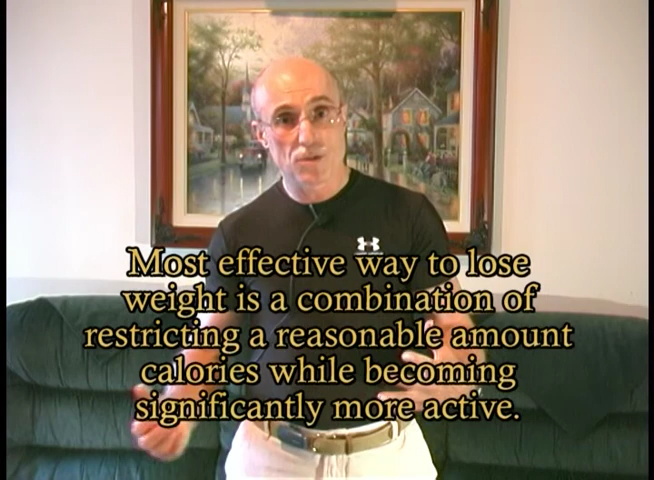 Most effective way to lose
weight is a combination of
restricting a reasonable amount
calories while becoming
significantly more active.